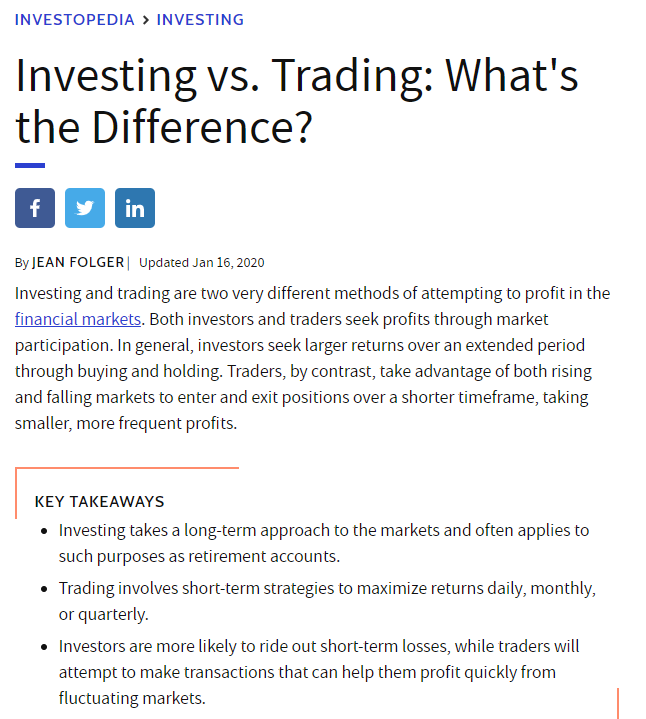 INVESTOPEDIA > INVESTING
Investing vs. Trading: What's
the Difference?
f in
By JEAN FOLGER| Updated Jan 16, 2020
Investing and trading are two very different methods of attempting to profit in the
financial markets. Both investors and traders seek profits through market
participation. In general, investors seek larger returns over an extended period
through buying and holding. Traders, by contrast, take advantage of both rising
and falling markets to enter and exit positions over a shorter timeframe, taking
smaller, more frequent profits.
KEY TAKEAWAYS
• Investing takes a long-term approach to the markets and often applies to
such purposes as retirement accounts.
• Trading involves short-term strategies to maximize returns daily, monthly,
or quarterly.
• Investors are more likely to ride out short-term losses, while traders will
attempt to make transactions that can help them profit quickly from
fluctuating markets.